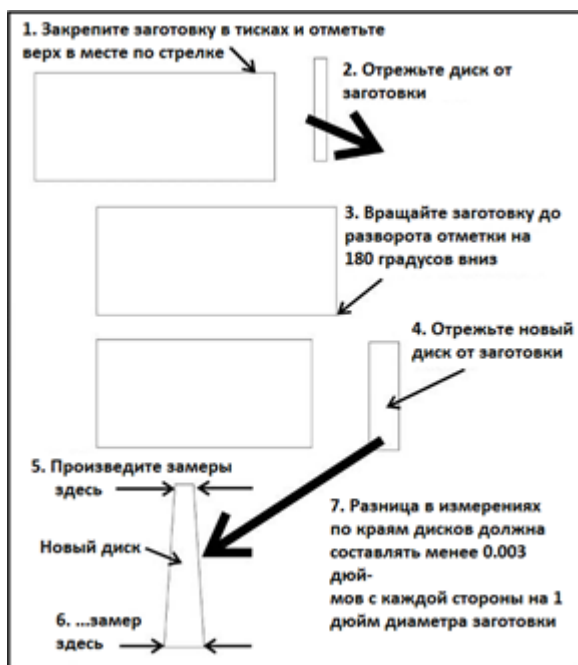 1. Закрепите заготовку в тисках и отметьте
верх в месте по стрелке
2. Отрежьте диск от
заготовки
3. Вращайте заготовку до
разворота отметки на
180 градусов вниз
4. Отрежьте новый
диск от заготовки
5. Произведите замеры
здесь
Новый диск
6. ...замер
здесь
7. Разница в измерениях
по краям дисков должна
составлять менее 0.003
дюй-
мов с каждой стороны на 1
дюйм диаметра заготовки